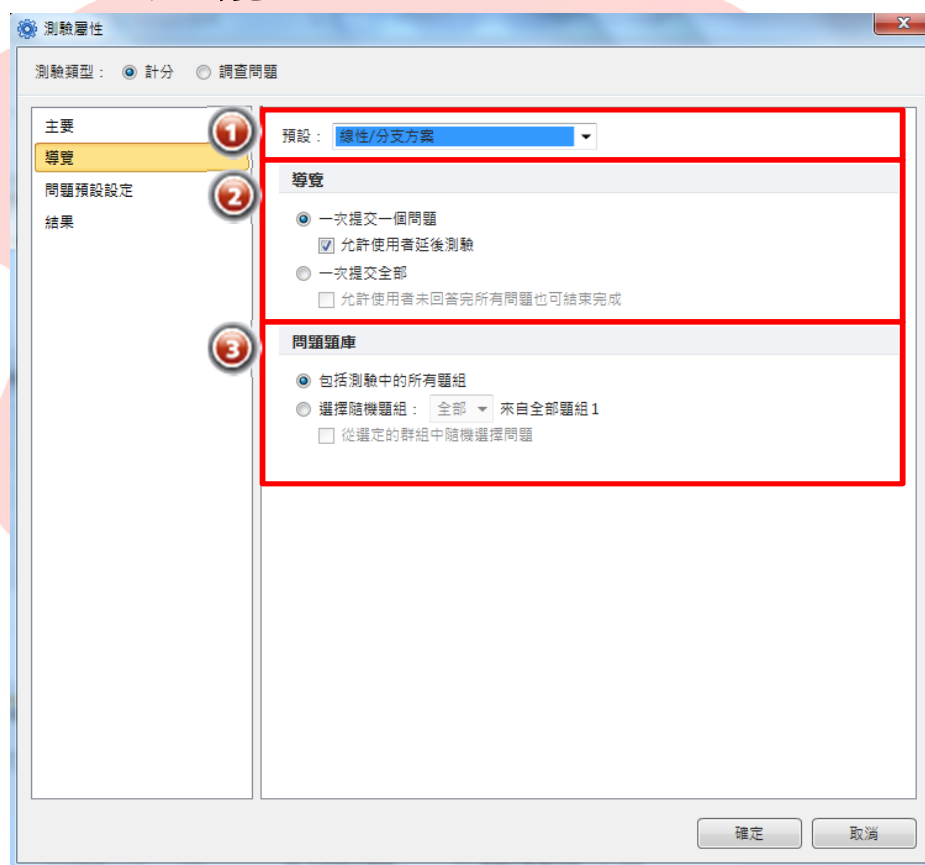 測驗屬性
測驗類型： 計分 調查問題
主要
導覽
問題預設設定
結果
1
預設： 線性/分支方案
2
導覽
一次提交一個問題
允許使用者延後測驗
一次提交全部
允許使用者未回答完所有問題也可結束完成
3
問題題庫
包括測驗中的所有題組
選擇隨機題組： 全部 來自全部題組 1
從選定的群組中隨機選擇問題
確定 取消